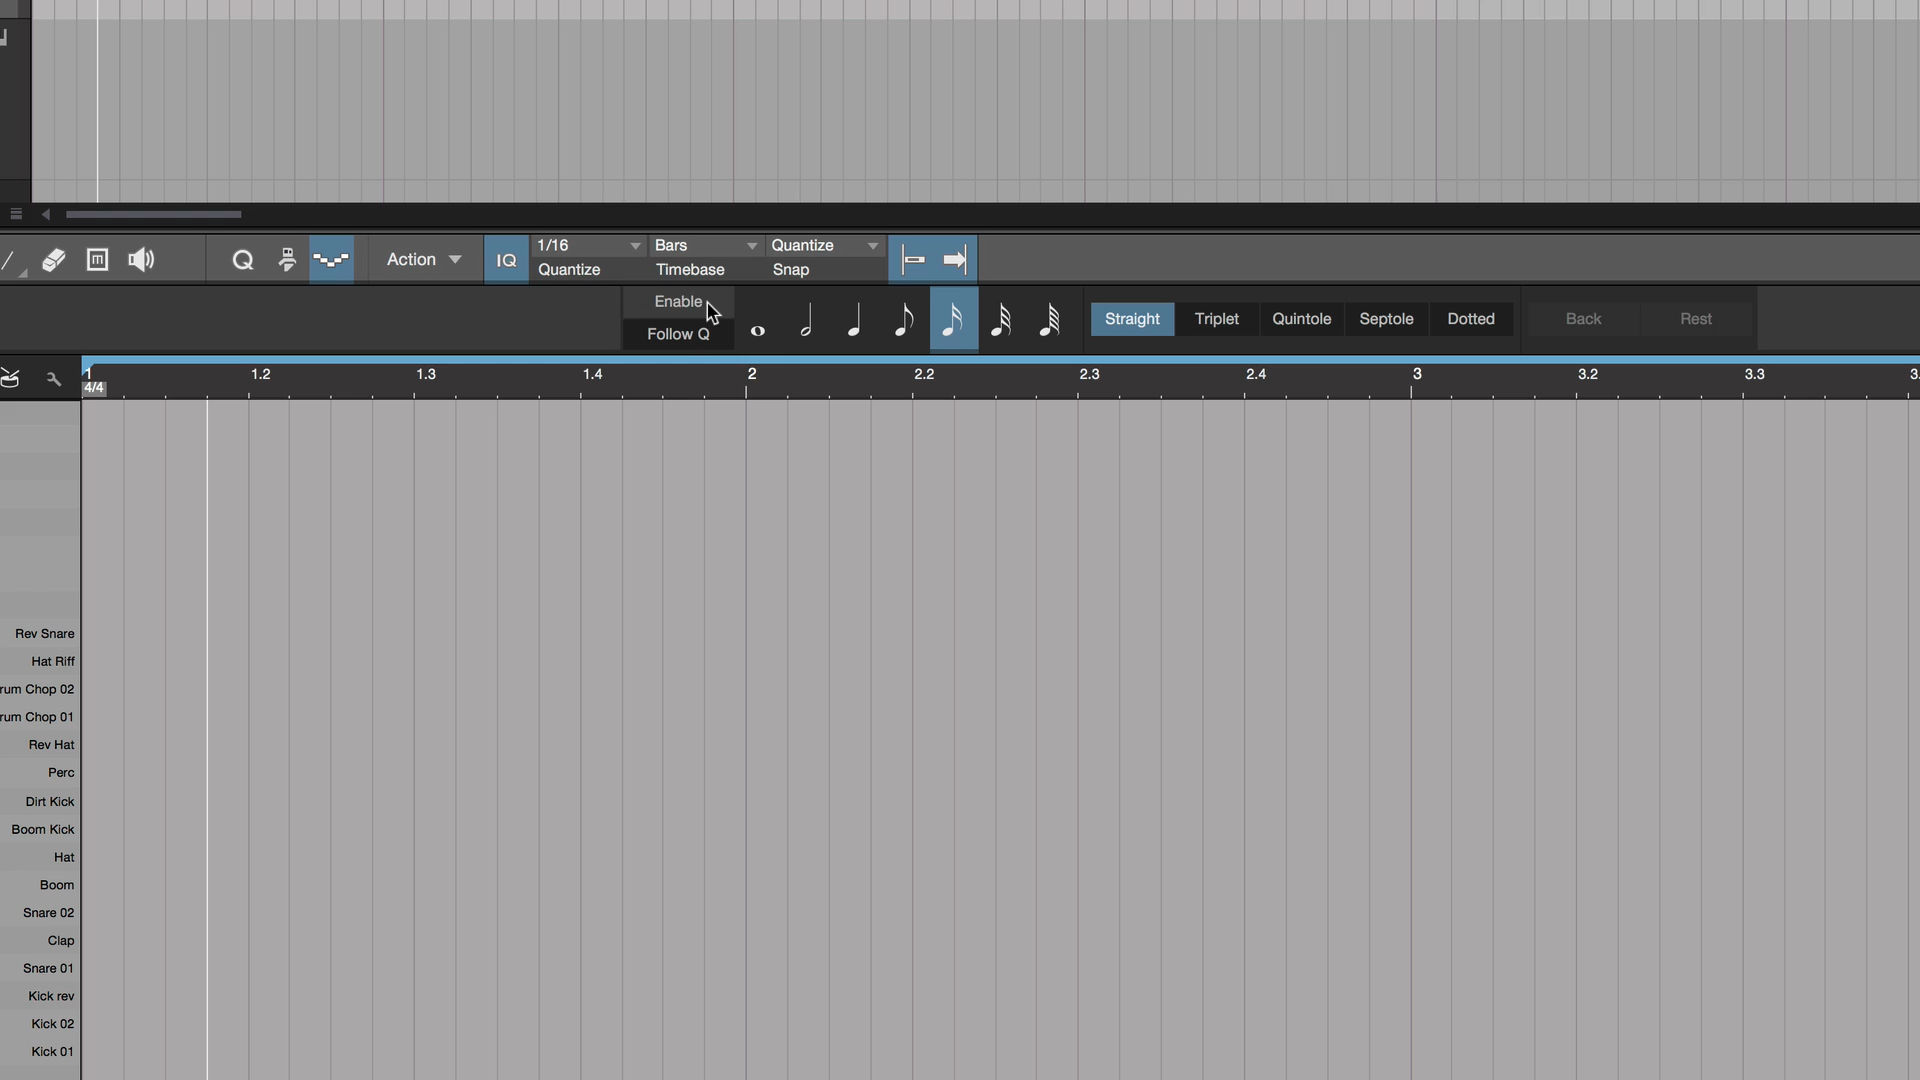 Action
IQ
1/16
Quantize
Bars
Timebase
Quantize
Snap
Enable
Follow Q
Straight
Triplet
Quintole
Septole
Dotted
Back
Rest
1 1.2 1.3 1.4 2 2.2 2.3 2.4 3 3.2 3.3
4/4
Rev Snare
Hat Riff
rum Chop 02
rum Chop 01
Rev Hat
Perc
Dirt Kick
Boom Kick
Hat
Boom
Snare 02
Clap
Snare 01
Kick rev
Kick 02
Kick 01